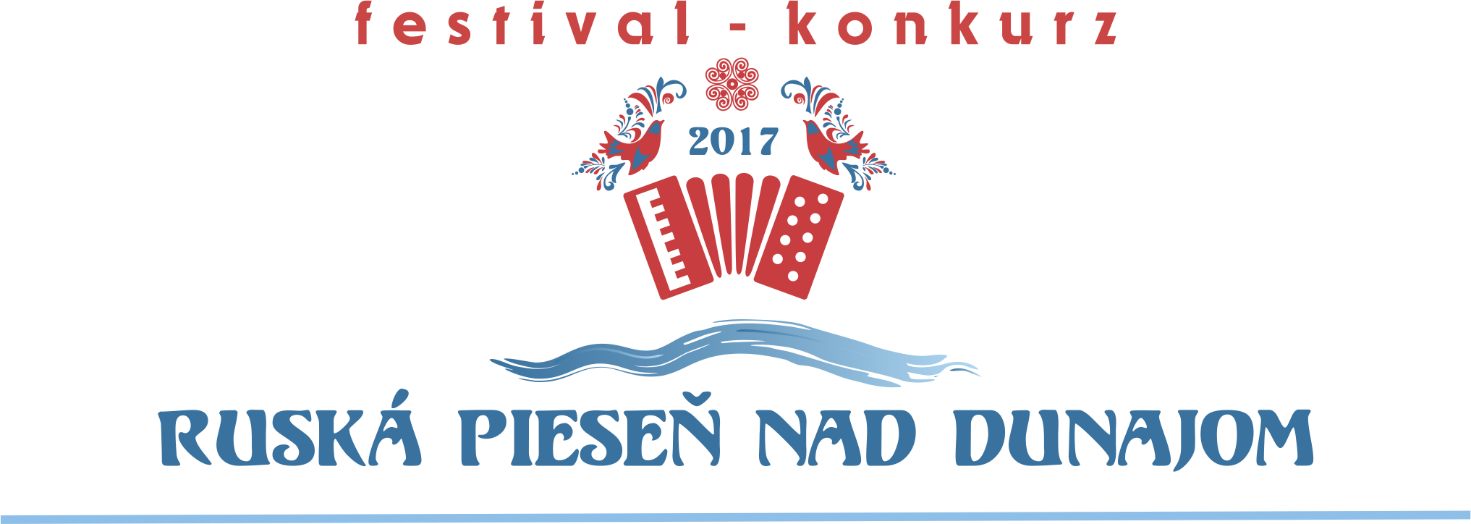 festival - konkurz
2017
RUSKÁ PIESEŇ NAD DUNAJOM